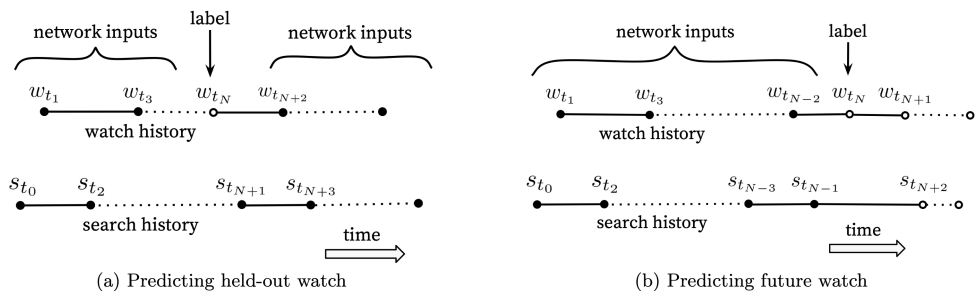 network inputs
label
network inputs
w_{t_1} w_{t_3} w_{t_N} w_{t_{N+2}}
watch history
s_{t_0} s_{t_2} s_{t_{N+1}} s_{t_{N+3}}
search history
time
(a) Predicting held-out watch
network inputs
label
w_{t_1} w_{t_3} w_{t_{N-2}} w_{t_N} w_{t_{N+1}}
watch history
s_{t_0} s_{t_2} s_{t_{N-3}} s_{t_{N-1}} s_{t_{N+2}}
search history
time
(b) Predicting future watch